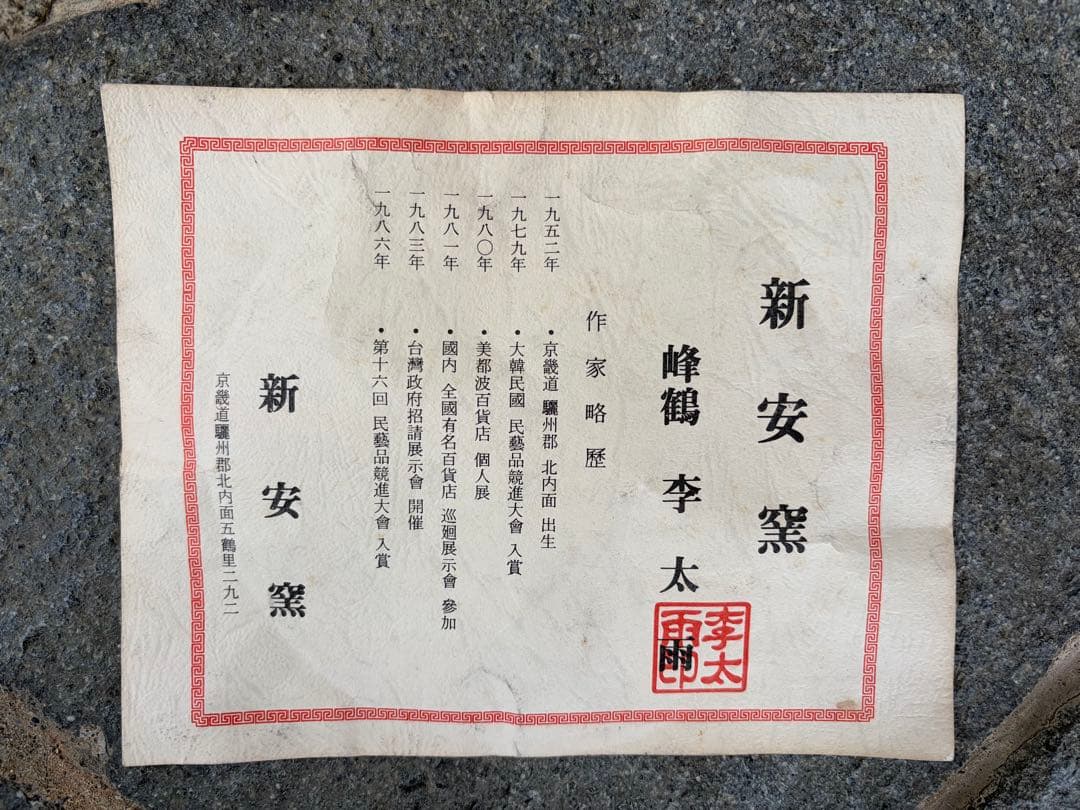 新安窯
峰鶴 李太雨
李太雨印
作家略歷
一九五二年 ・京畿道 驪州郡 北内面 出生
一九七九年 ・大韓民國 民藝品競進大會 入賞
一九八〇年 ・美都波百貨店 個人展
一九八一年 ・國内 全國有名百貨店 巡廻展示會 參加
一九八三年 ・台灣政府招請展示會 開催
一九八六年 ・第十六回 民藝品競進大會 入賞
新安窯
京畿道驪州郡北内面五鶴里二九二